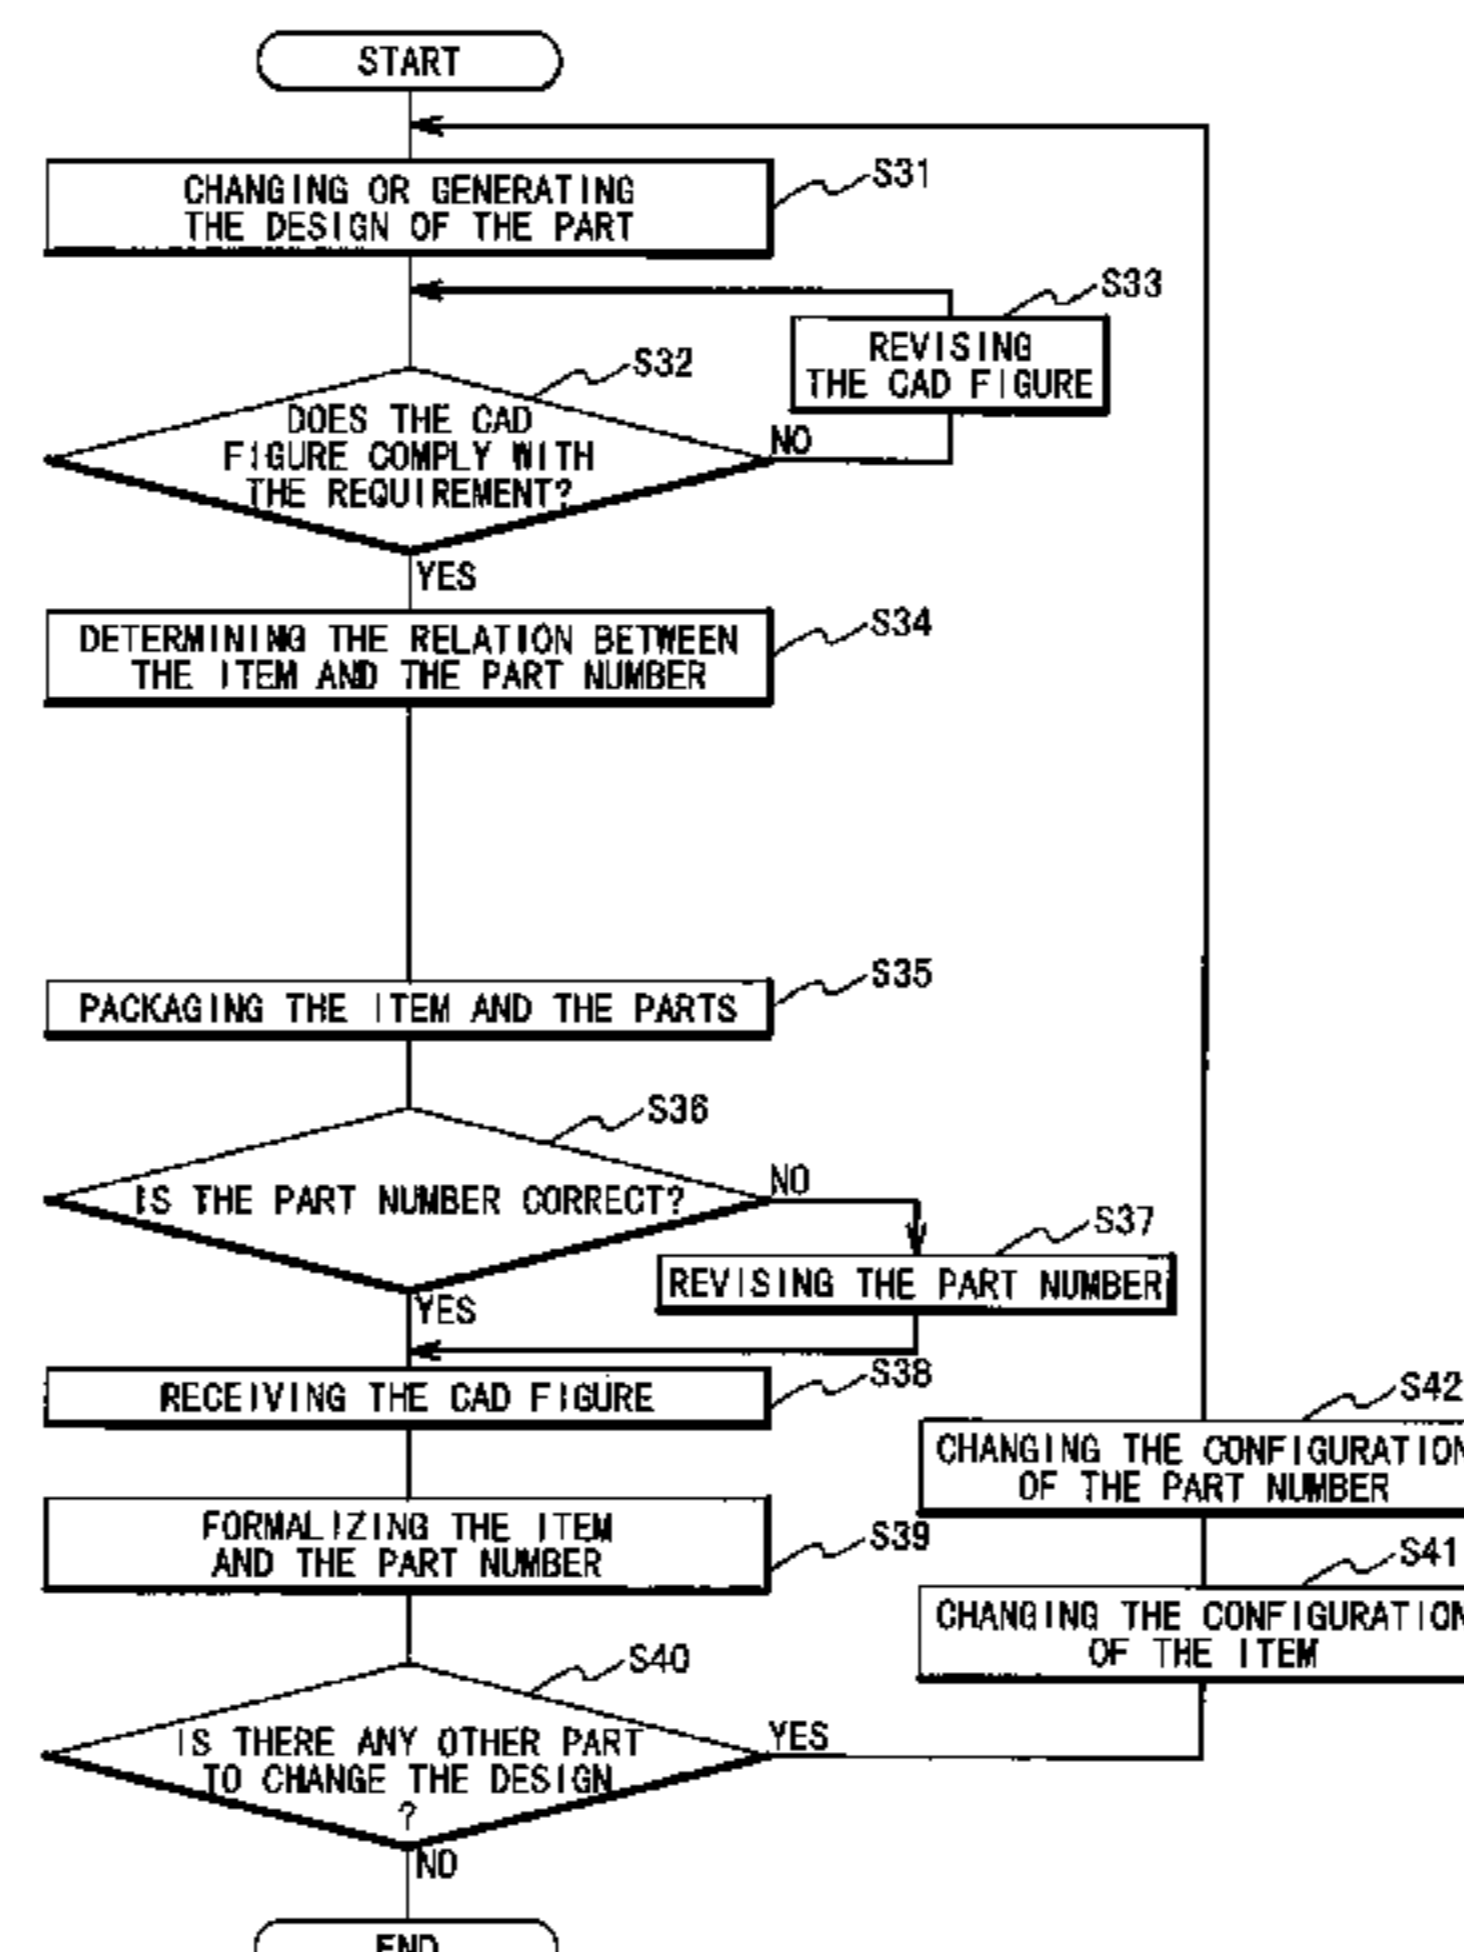 START
CHANGING OR GENERATING
THE DESIGN OF THE PART
S31
S33
REVISING
THE CAD FIGURE
S32
DOES THE CAD
FIGURE COMPLY WITH
THE REQUIREMENT?
NO
YES
DETERMINING THE RELATION BETWEEN
THE ITEM AND THE PART NUMBER
S34
PACKAGING THE ITEM AND THE PARTS
S35
S36
IS THE PART NUMBER CORRECT?
NO
S37
REVISING THE PART NUMBER
YES
RECEIVING THE CAD FIGURE
S38
S42
CHANGING THE CONFIGURATION
OF THE PART NUMBER
FORMALIZING THE ITEM
AND THE PART NUMBER
S39
S41
CHANGING THE CONFIGURATION
OF THE ITEM
S40
IS THERE ANY OTHER PART
TO CHANGE THE DESIGN
?
YES
NO
END